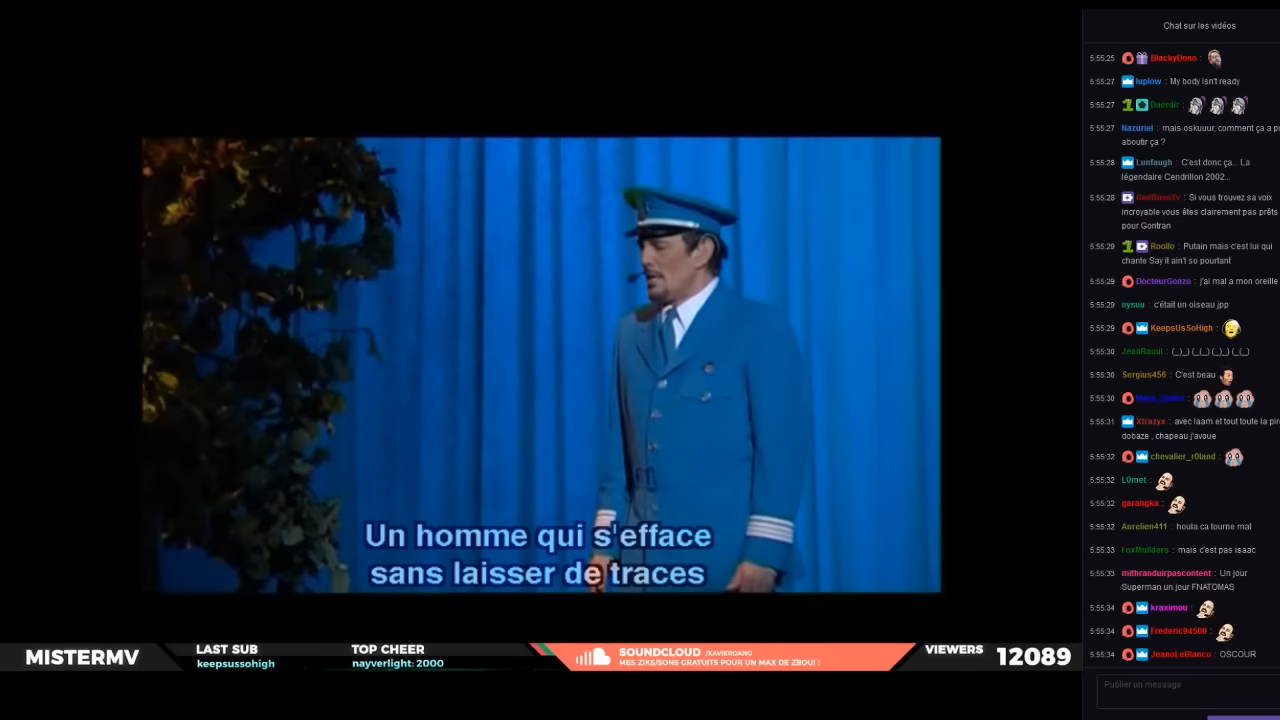 Un homme qui s'efface
sans laisser de traces
MISTERMV
LAST SUB
keepsussohigh
TOP CHEER
nayverlight: 2000
SOUNDCLOUD /XAVIERDANG
MES ZIKS/SONS GRATUITS POUR UN MAX DE ZBOUI !
VIEWERS
12089
Chat sur les vidéos
5:55:25 BlackyDono :
5:55:27 luplow : My body isn't ready
5:55:27 Daerdir :
5:55:27 Nazuriel : mais oskuuur, comment ça a pu
aboutir ça ?
5:55:28 Lunfaugh : C'est donc ça... La
légendaire Cendrillon 2002...
5:55:28 : Si vous trouvez sa voix
incroyable vous êtes clairement pas prêts
pour Gontran
5:55:29 Roollo : Putain mais c'est lui qui
chante Say it ain't so pourtant
5:55:29 DocteurGonzo : j'ai mal a mon oreille
5:55:29 nysuu : c'était un oiseau jpp
5:55:29 KeepsUsSoHigh :
5:55:30 JeanRaoul : (_)_) (_(_) (_)_) (_(_)
5:55:30 Sergius456 : C'est beau
5:55:30
5:55:31 Xtrazyx : avec laam et tout toute la
dobaze , chapeau j'avoue
5:55:32 chevalier_r0land :
5:55:32 L0met :
5:55:32 garangka :
5:55:32 Aurelien411 : houla ca tourne mal
5:55:33 FoxMulders : mais c'est pas isaac
5:55:33 mithranduirpascontent : Un jour
Superman un jour FNATOMAS
5:55:34 kraximou :
5:55:34 Frederic94500 :
5:55:34 JeanoLeBlanco : OSCOUR
Publier un message